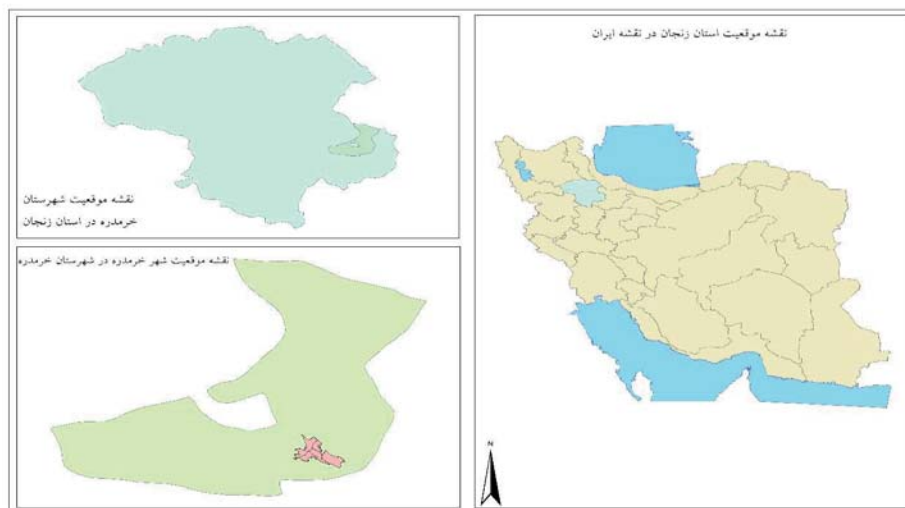 نقشه موقعیت استان زنجان در نقشه ایران
نقشه موقعیت شهرستان
خرمدره در استان زنجان
نقشه موقعیت شهر خرمدره در شهرستان خرمدره
N